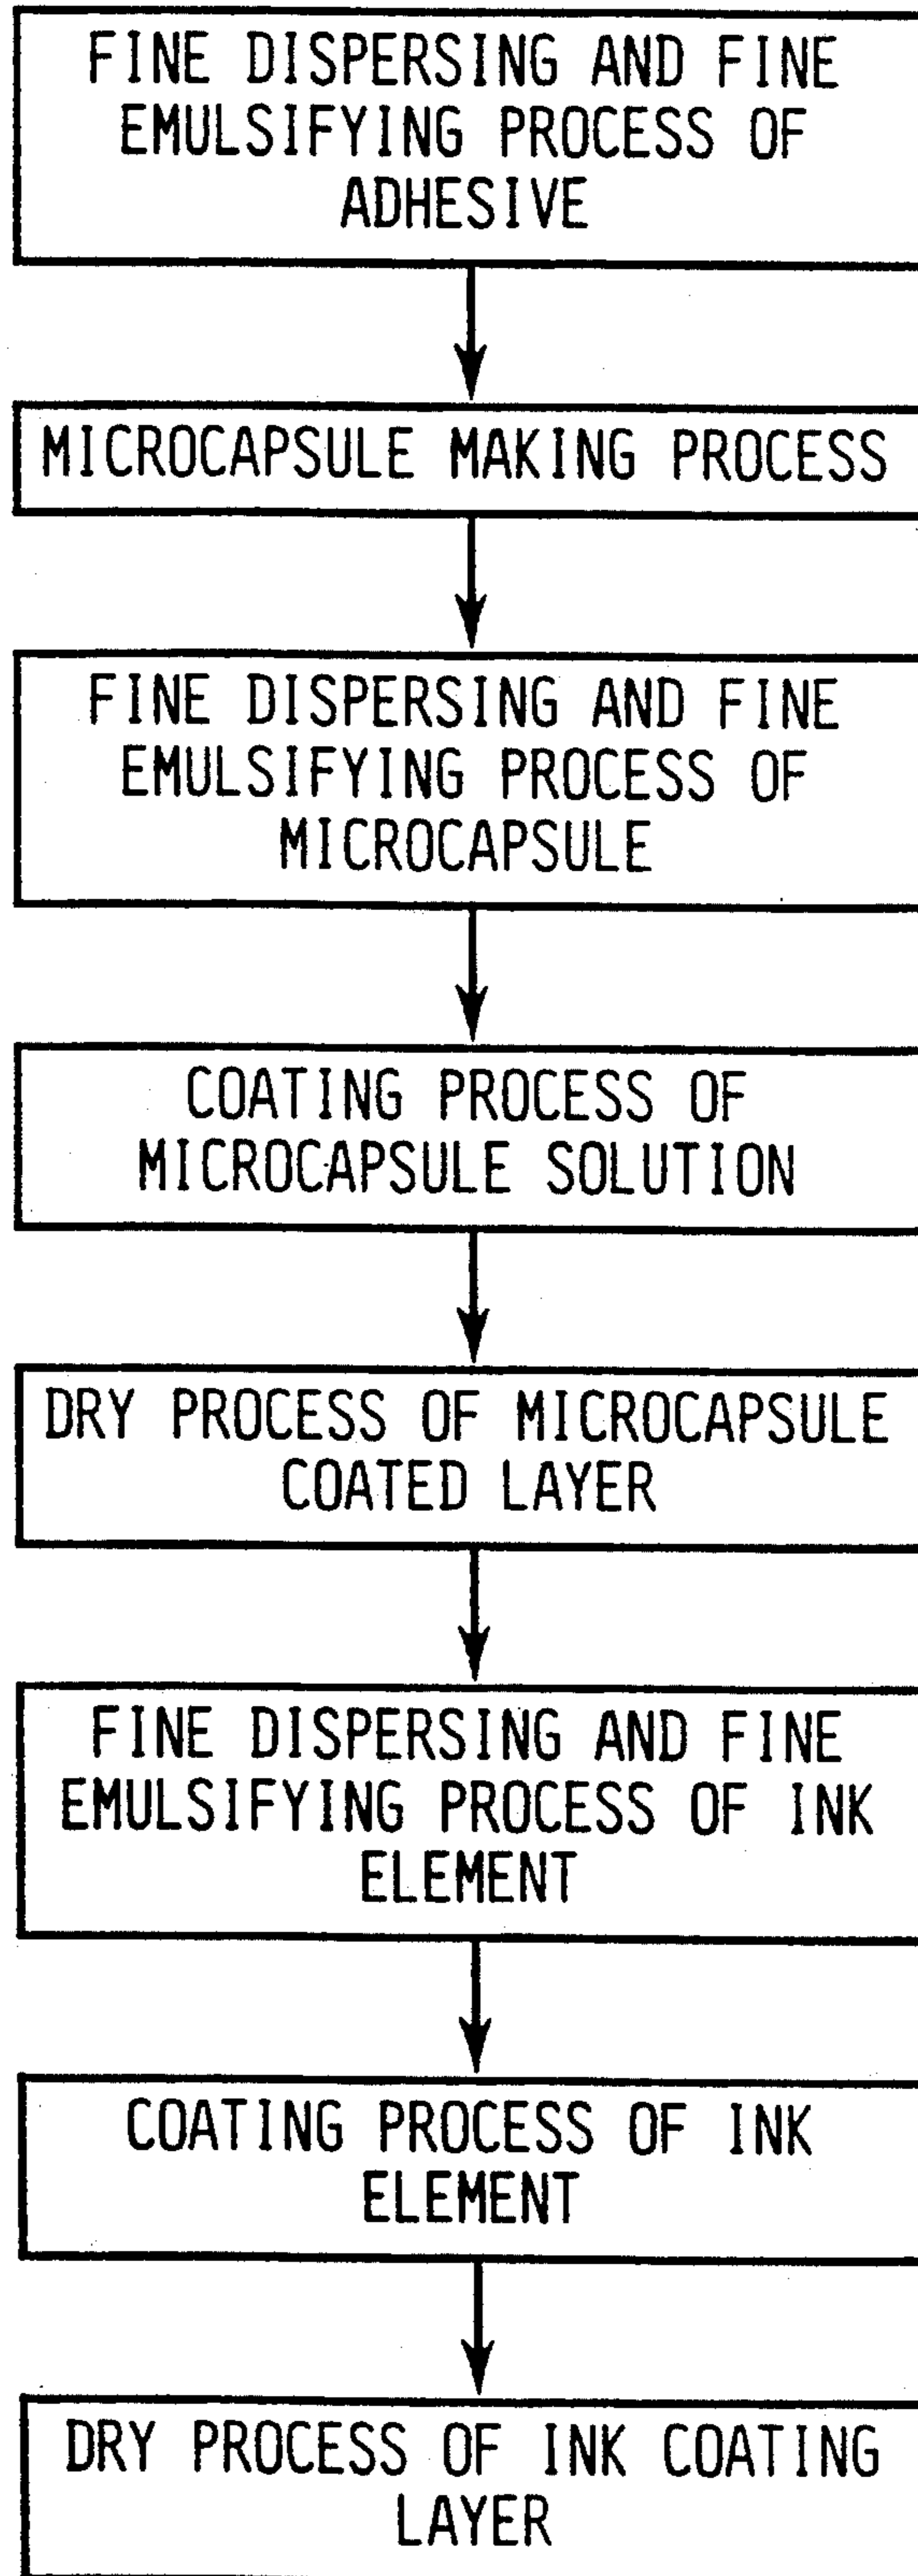 FINE DISPERSING AND FINE
EMULSIFYING PROCESS OF
ADHESIVE
MICROCAPSULE MAKING PROCESS
FINE DISPERSING AND FINE
EMULSIFYING PROCESS OF
MICROCAPSULE
COATING PROCESS OF
MICROCAPSULE SOLUTION
DRY PROCESS OF MICROCAPSULE
COATED LAYER
FINE DISPERSING AND FINE
EMULSIFYING PROCESS OF INK
ELEMENT
COATING PROCESS OF INK
ELEMENT
DRY PROCESS OF INK COATING
LAYER